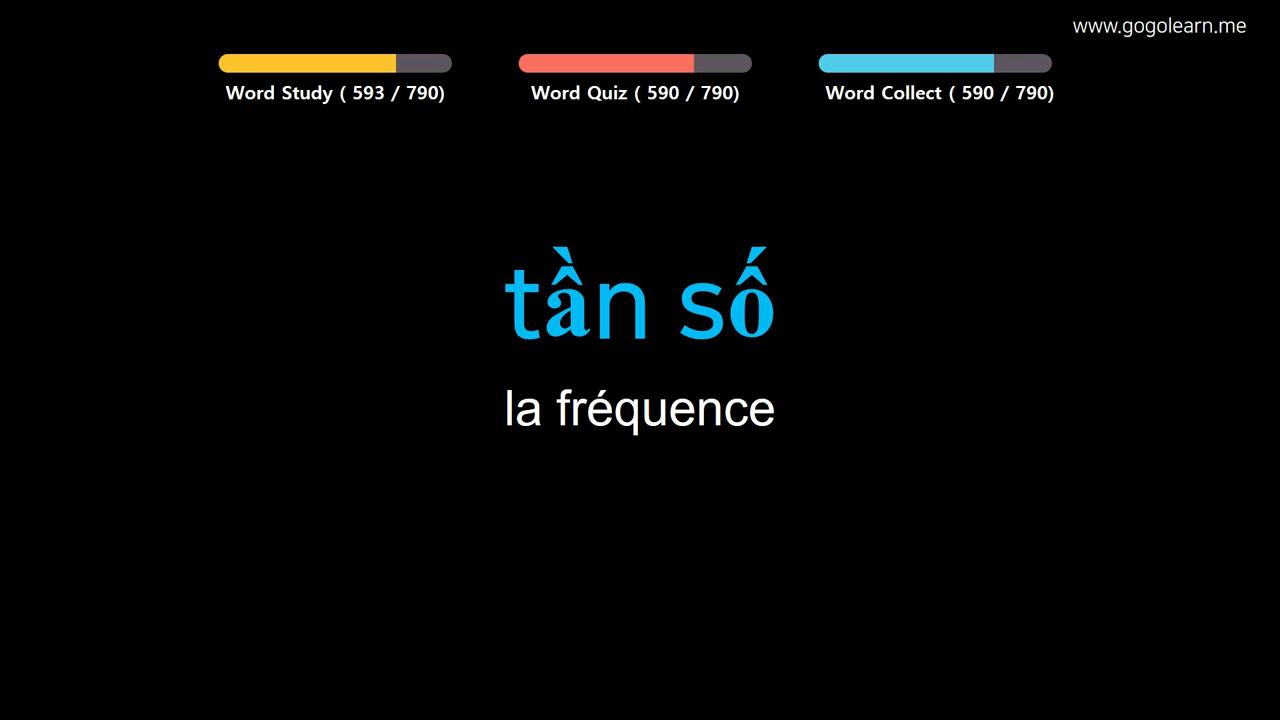 www.gogolearn.me
Word Study ( 593 / 790)
Word Quiz ( 590 / 790)
Word Collect ( 590 / 790)
tần số
la fréquence